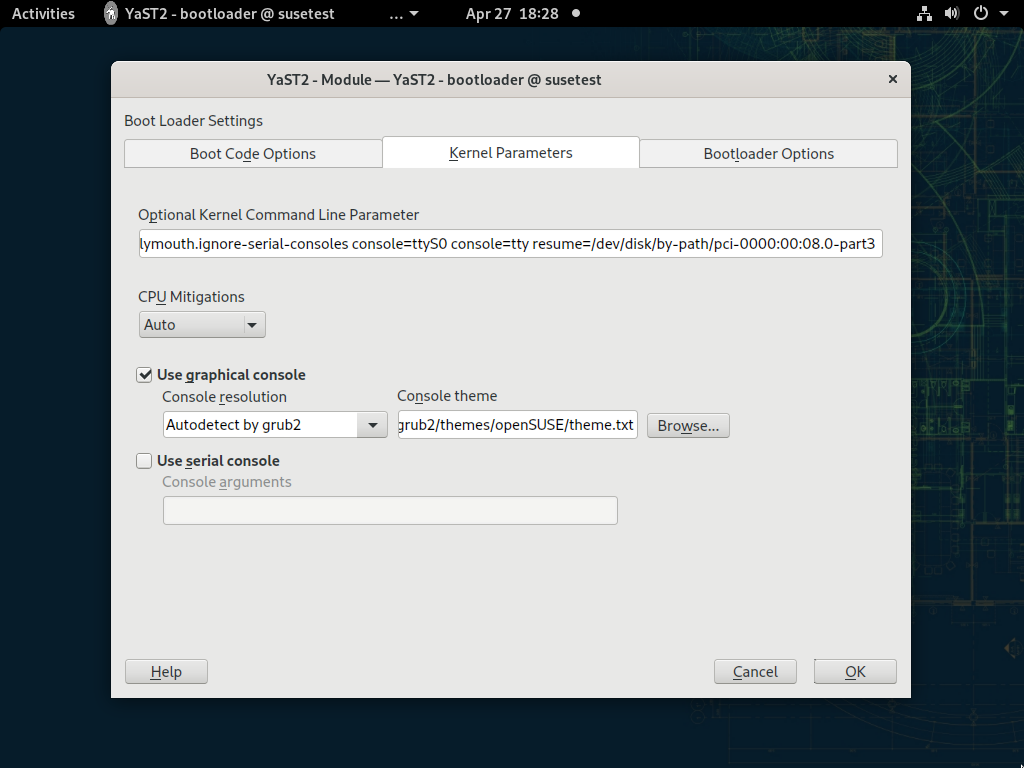 Activities YaST2 - bootloader @ susetest ... Apr 27 18:28
YaST2 - Module — YaST2 - bootloader @ susetest
Boot Loader Settings
Boot Code Options Kernel Parameters Bootloader Options
Optional Kernel Command Line Parameter
lymouth.ignore-serial-consoles console=ttyS0 console=tty resume=/dev/disk/by-path/pci-0000:00:08.0-part3
CPU Mitigations
Auto
Use graphical console
Console resolution Console theme
Autodetect by grub2 grub2/themes/openSUSE/theme.txt Browse...
Use serial console
Console arguments
Help Cancel OK